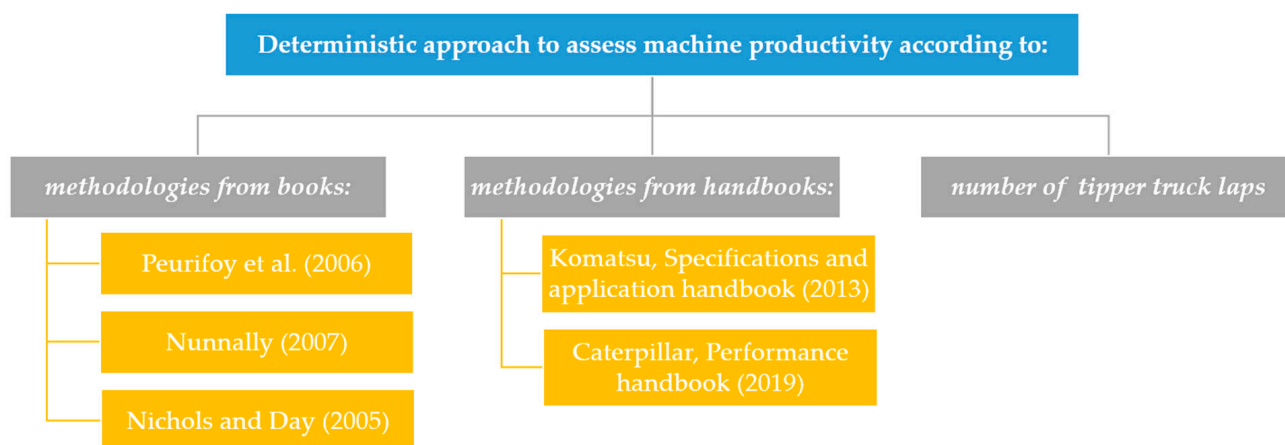 Deterministic approach to assess machine productivity according to:
methodologies from books:
methodologies from handbooks:
number of tipper truck laps
Peurifoy et al. (2006)
Nunnally (2007)
Nichols and Day (2005)
Komatsu, Specifications and
application handbook (2013)
Caterpillar, Performance
handbook (2019)